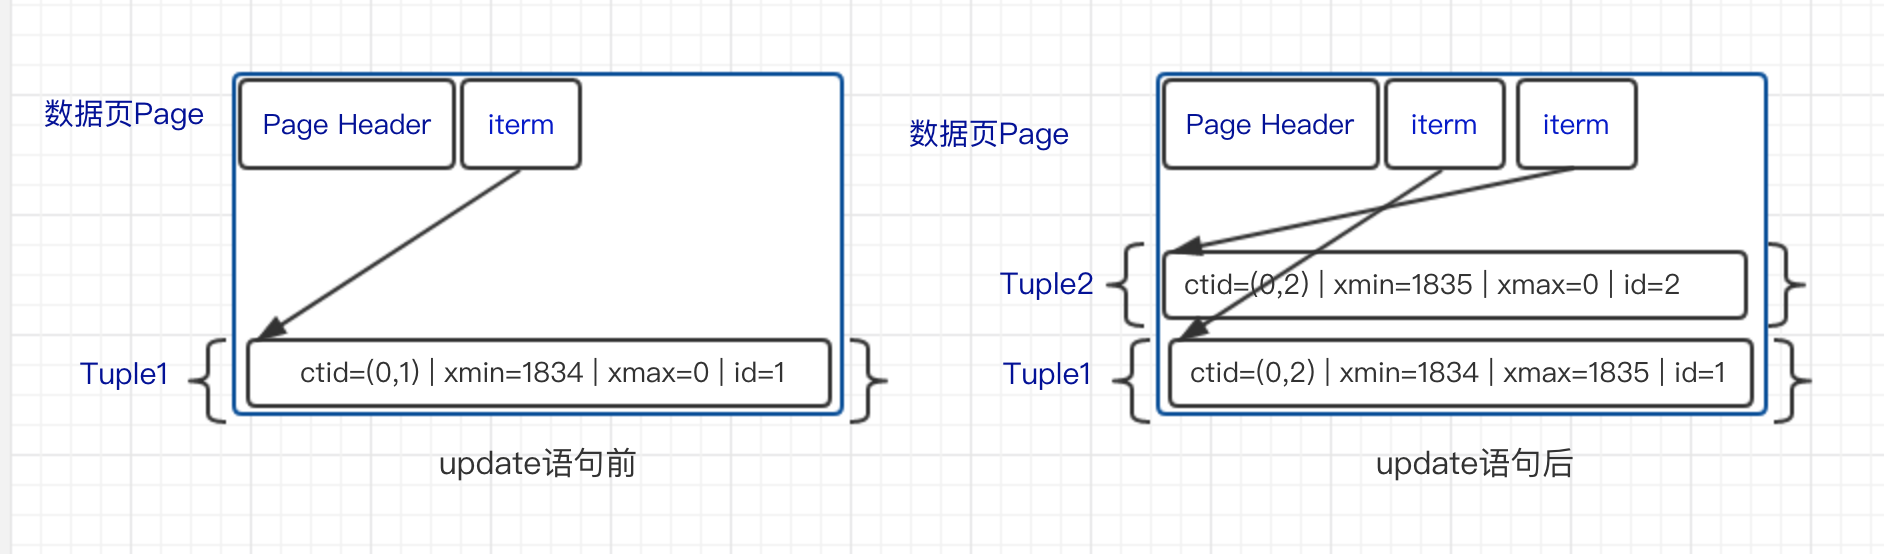 数据页Page
Page Header
iterm
Tuple1
ctid=(0,1) | xmin=1834 | xmax=0 | id=1
update语句前
数据页Page
Page Header
iterm
iterm
Tuple2
ctid=(0,2) | xmin=1835 | xmax=0 | id=2
Tuple1
ctid=(0,2) | xmin=1834 | xmax=1835 | id=1
update语句后